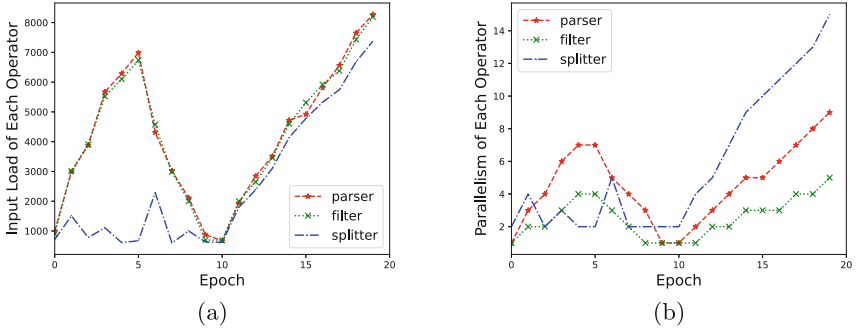 8000
7000
6000
5000
4000
3000
2000
1000
0
5
10
15
20
Input Load of Each Operator
Epoch
parser
filter
splitter
(a)
14
12
10
8
6
4
2
0
5
10
15
20
Parallelism of Each Operator
Epoch
parser
filter
splitter
(b)